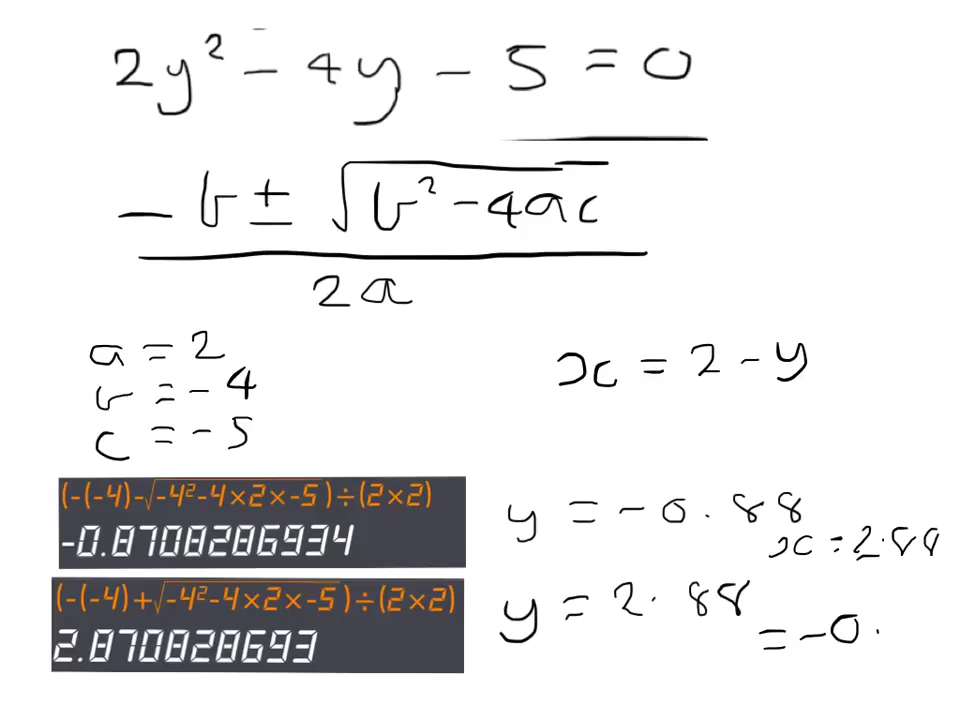 2y² - 4y - 5 = 0
-b ± √b² - 4ac
2a
a = 2
b = -4
c = -5
x = 2 - y
(-(-4)-√-4²-4×2×-5)÷(2×2)
-0.8708286934
(-(-4)+√-4²-4×2×-5)÷(2×2)
2.870828693
y = -0.88
x = 2.88
y = 2.88
= -0.